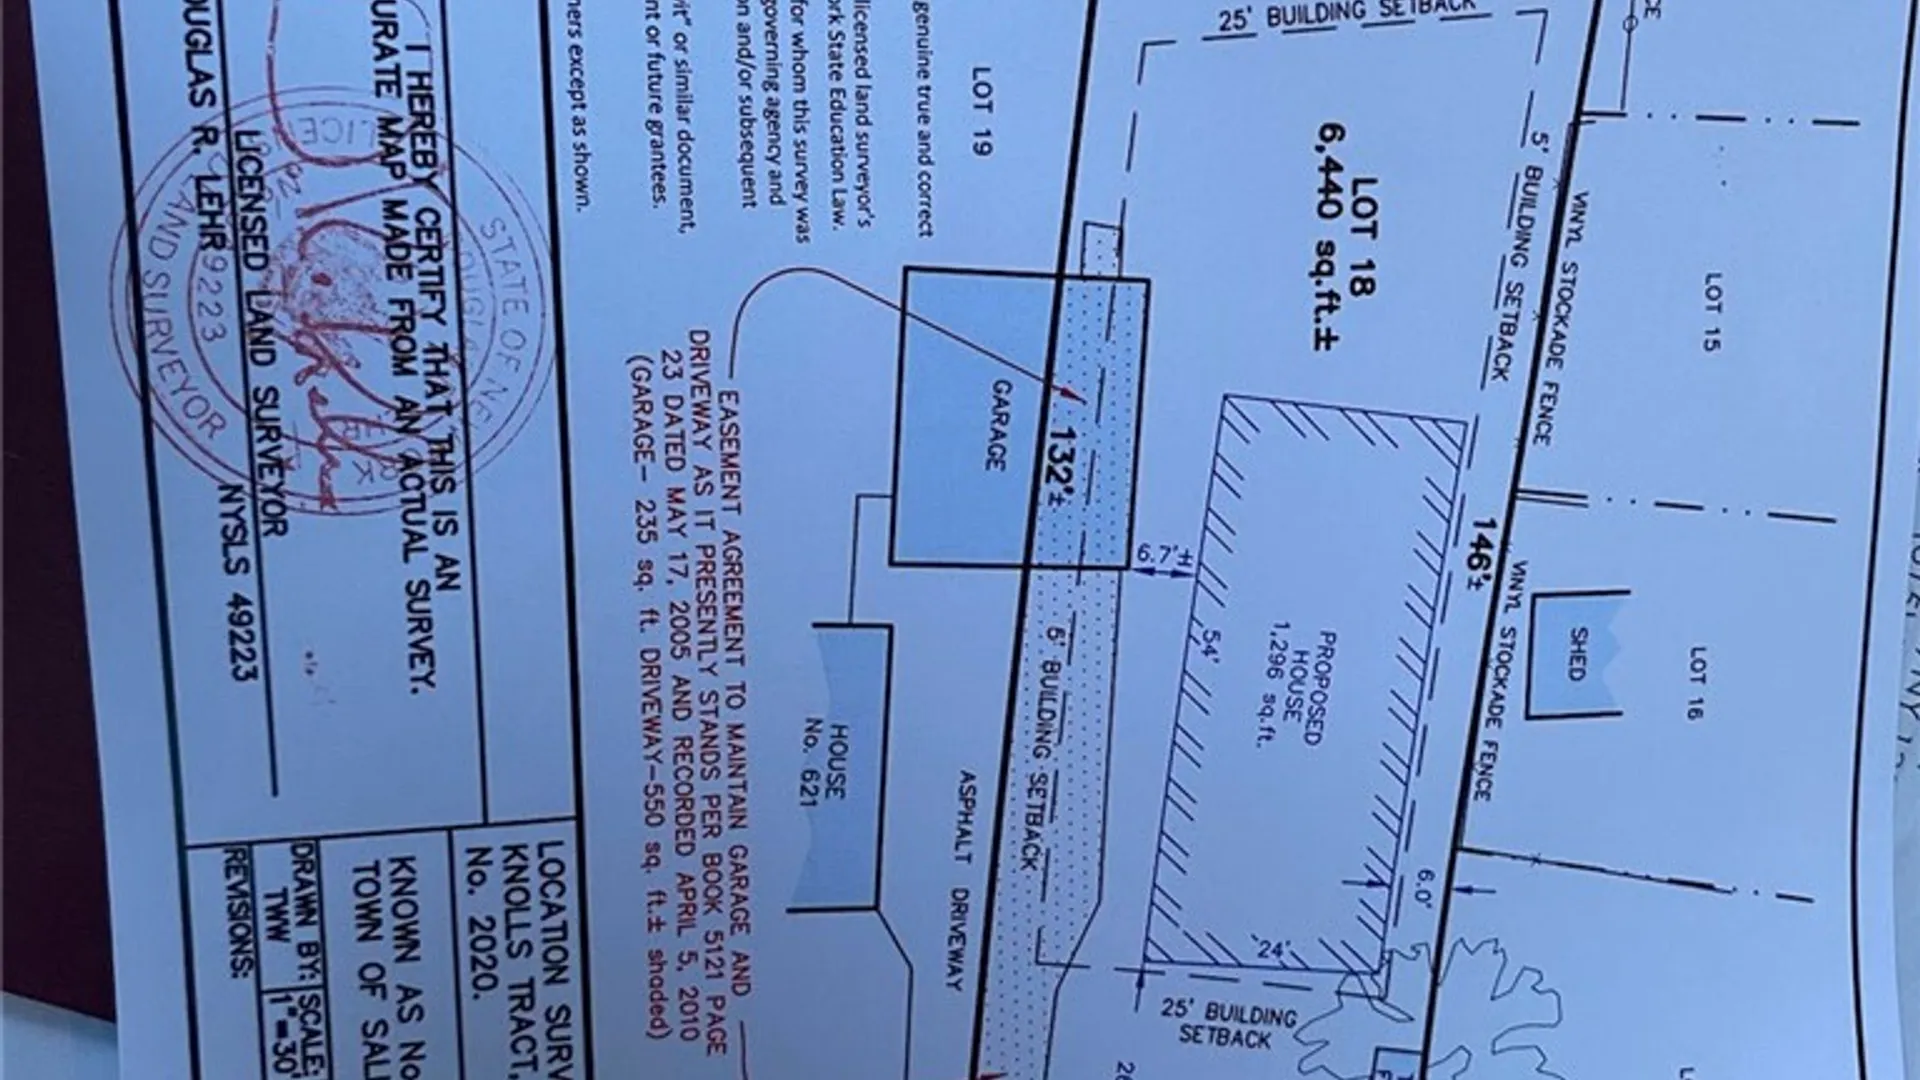 25' BUILDING SETBACK
5' BUILDING SETBACK
LOT 18
6,440 sq.ft.±
LOT 15
VINYL STOCKADE FENCE
LOT 16
SHED
VINYL STOCKADE FENCE
146'±
6.0'
PROPOSED
HOUSE
1,296 sq.ft.
54'
24'
6.7'±
25' BUILDING
SETBACK
LOT 19
GARAGE
132'±
5' BUILDING SETBACK
ASPHALT DRIVEWAY
HOUSE
No. 621
EASEMENT AGREEMENT TO MAINTAIN GARAGE AND
DRIVEWAY AS IT PRESENTLY STANDS PER BOOK 5121 PAGE
23 DATED MAY 17, 2005 AND RECORDED APRIL 5, 2010
(GARAGE- 235 sq. ft. DRIVEWAY-550 sq. ft.± shaded)
genuine true and correct
licensed land surveyor's
State Education Law.
for whom this survey was
governing agency and
and/or subsequent
or similar document,
or future grantees.
except as shown.
I HEREBY CERTIFY THAT THIS IS AN
MAP MADE FROM AN ACTUAL SURVEY.
LICENSED LAND SURVEYOR
R. LEHR NYSLS 49223
STATE OF NE
LAND SURVEYOR
49223
LOCATION SURV
KNOLLS TRACT,
No. 2020.
KNOWN AS No
TOWN OF SALI
DRAWN BY: SCALE:
TWW 1"=30'
REVISIONS: